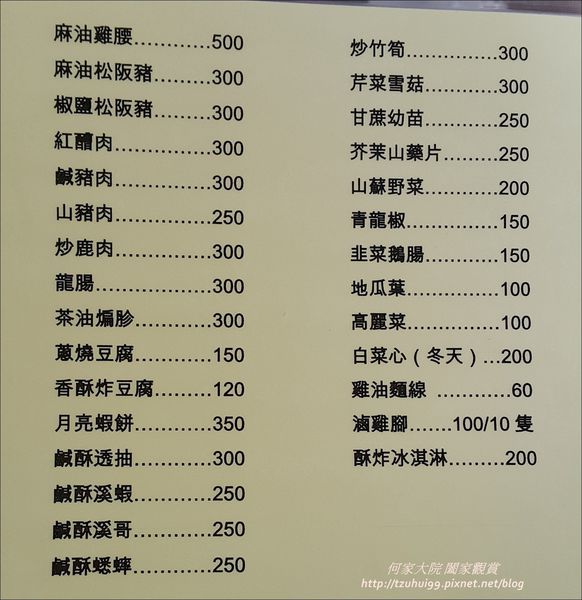 麻油雞腰............500
麻油松阪豬.........300
椒鹽松阪豬.........300
紅醩肉...............300
鹹豬肉...............300
山豬肉...............250
炒鹿肉...............300
龍腸..................300
茶油煸胗............300
蔥燒豆腐............150
香酥炸豆腐.........120
月亮蝦餅............350
鹹酥透抽............300
鹹酥溪蝦............250
鹹酥溪哥............250
鹹酥蟋蟀............250
炒竹筍...............300
芹菜雪菇............300
甘蔗幼苗............250
芥茉山藥片.........250
山蘇野菜............200
青龍椒...............150
韭菜鵝腸............150
地瓜葉...............100
高麗菜...............100
白菜心（冬天）...200
雞油麵線 ............60
滷雞腳.......100/10 隻
酥炸冰淇淋.........200
何家大院 闔家觀賞
http://tzuhui99.pixnet.net/blog